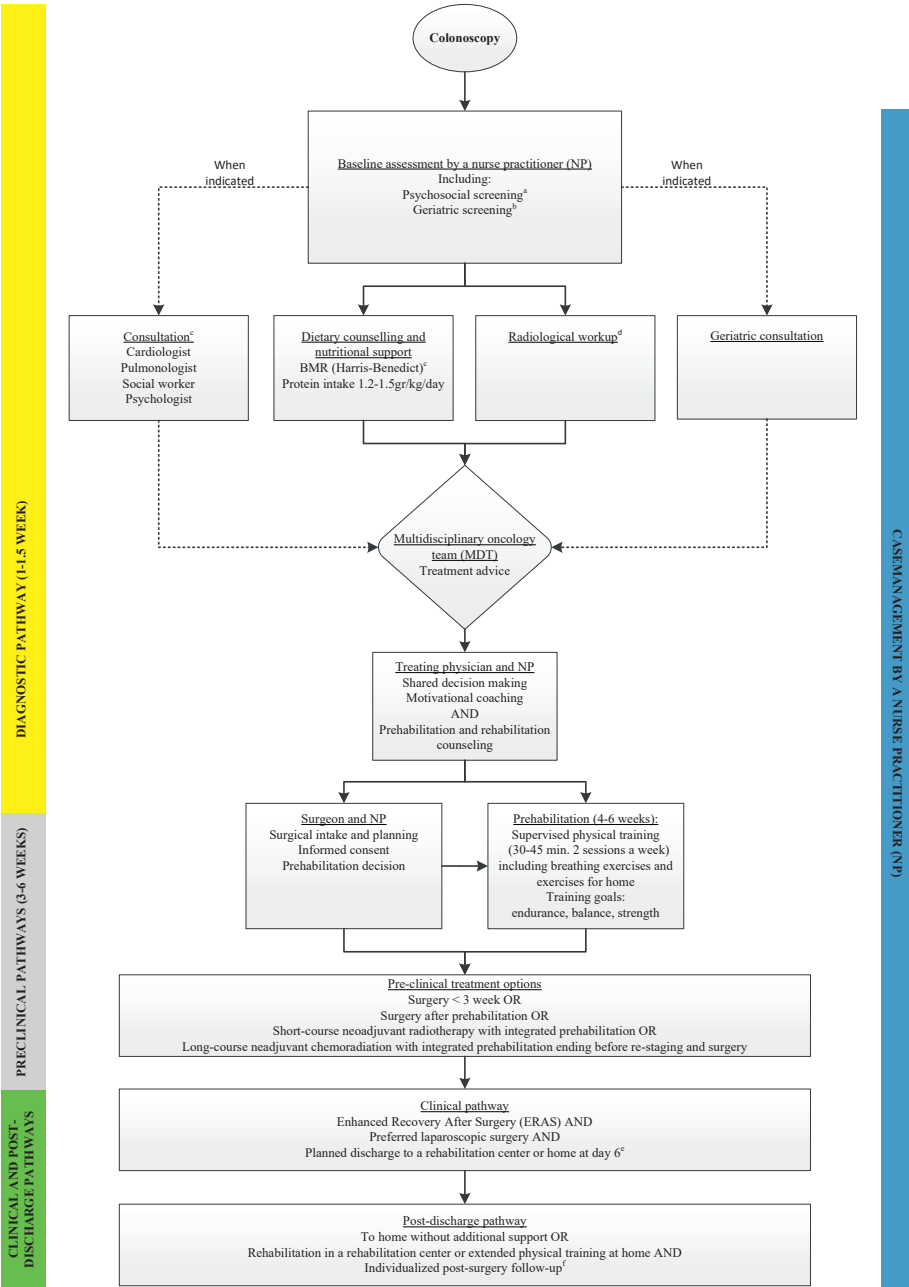 Colonoscopy
Baseline assessment by a nurse practitioner (NP)
Including:
Psychosocial screeningᵃ
Geriatric screeningᵇ
When
indicated
When
indicated
Consultationᶜ
Cardiologist
Pulmonologist
Social worker
Psychologist
Dietary counselling and
nutritional support
BMR (Harris-Benedict)ᶜ
Protein intake 1.2-1.5gr/kg/day
Radiological workupᵈ
Geriatric consultation
Multidisciplinary oncology
team (MDT)
Treatment advice
Treating physician and NP
Shared decision making
Motivational coaching
AND
Prehabilitation and rehabilitation
counseling
Surgeon and NP
Surgical intake and planning
Informed consent
Prehabilitation decision
Prehabilitation (4-6 weeks):
Supervised physical training
(30-45 min. 2 sessions a week)
including breathing exercises and
exercises for home
Training goals:
endurance, balance, strength
Pre-clinical treatment options
Surgery < 3 week OR
Surgery after prehabilitation OR
Short-course neoadjuvant radiotherapy with integrated prehabilitation OR
Long-course neadjuvant chemoradiation with integrated prehabilitation ending before re-staging and surgery
Clinical pathway
Enhanced Recovery After Surgery (ERAS) AND
Preferred laparoscopic surgery AND
Planned discharge to a rehabilitation center or home at day 6ᵉ
Post-discharge pathway
To home without additional support OR
Rehabilitation in a rehabilitation center or extended physical training at home AND
Individualized post-surgery follow-upᶠ
DIAGNOSTIC PATHWAY (1-1.5 WEEK)
PRECLINICAL PATHWAYS (3-6 WEEKS)
CLINICAL AND POST-
DISCHARGE PATHWAYS
CASEMANAGEMENT BY A NURSE PRACTITIONER (NP)